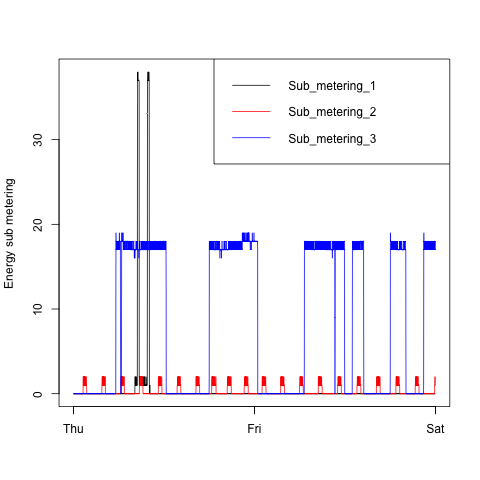 Sub_metering_1
Sub_metering_2
Sub_metering_3
Energy sub metering
30
20
10
0
Thu
Fri
Sat